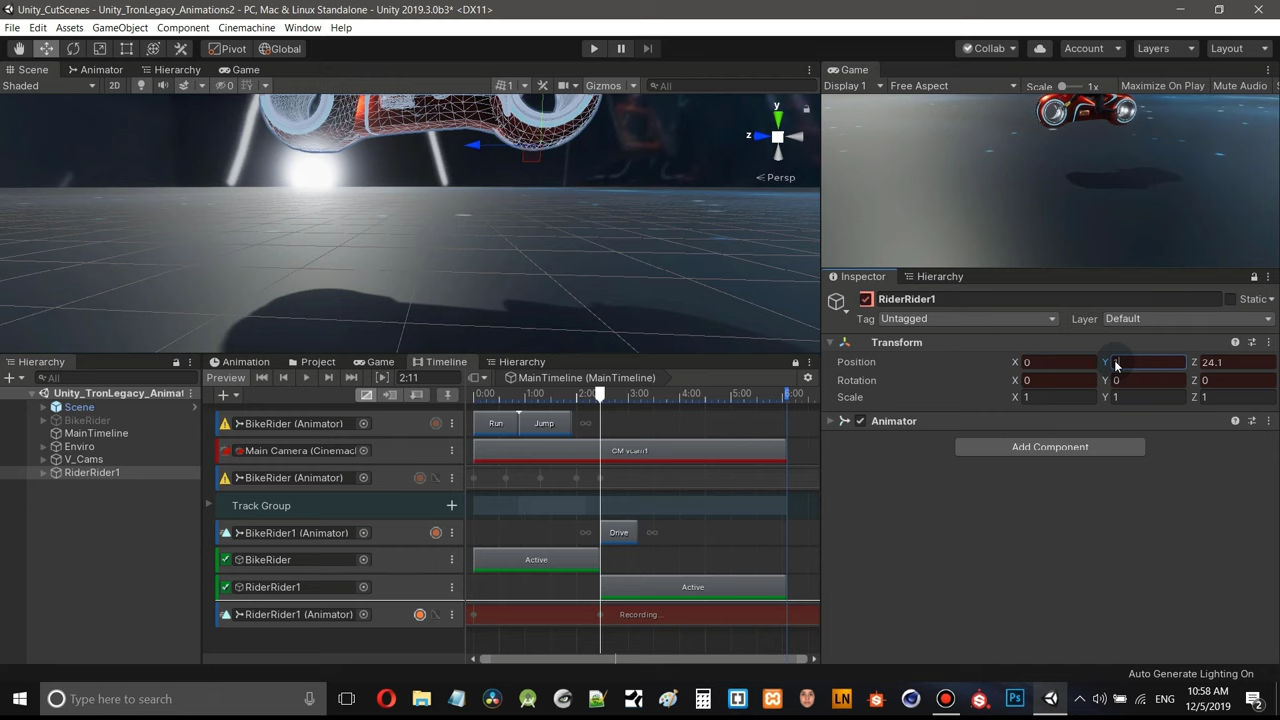 Unity_CutScenes - Unity_TronLegacy_Animations2 - PC, Mac & Linux Standalone - Unity 2019.3.0b3* <DX11>
File Edit Assets GameObject Component Cinemachine Window Help
Pivot Global Collab Account Layers Layout
Scene Animator Hierarchy Game
Shaded 2D 0 1 Gizmos All
y
z
Persp
Game
Display 1 Free Aspect Scale 1x Maximize On Play Mute Audio
Inspector Hierarchy
RiderRider1 Static
Tag Untagged Layer Default
Transform
Position X 0 Y Z 24.1
Rotation X 0 Y 0 Z 0
Scale X 1 Y 1 Z 1
Animator
Add Component
Hierarchy
All
Unity_TronLegacy_Animat
Scene
BikeRider
MainTimeline
Enviro
V_Cams
RiderRider1
Animation Project Game Timeline Hierarchy
Preview 2:11 MainTimeline (MainTimeline)
0:00 1:00 2:00 3:00 4:00 5:00 6:00
BikeRider (Animator) Run Jump
Main Camera (Cinemac CM vcam1
BikeRider (Animator)
Track Group
BikeRider1 (Animator) Drive
BikeRider Active
RiderRider1 Active
RiderRider1 (Animator) Recording...
Auto Generate Lighting On
Type here to search
ENG
10:58 AM
12/5/2019
2